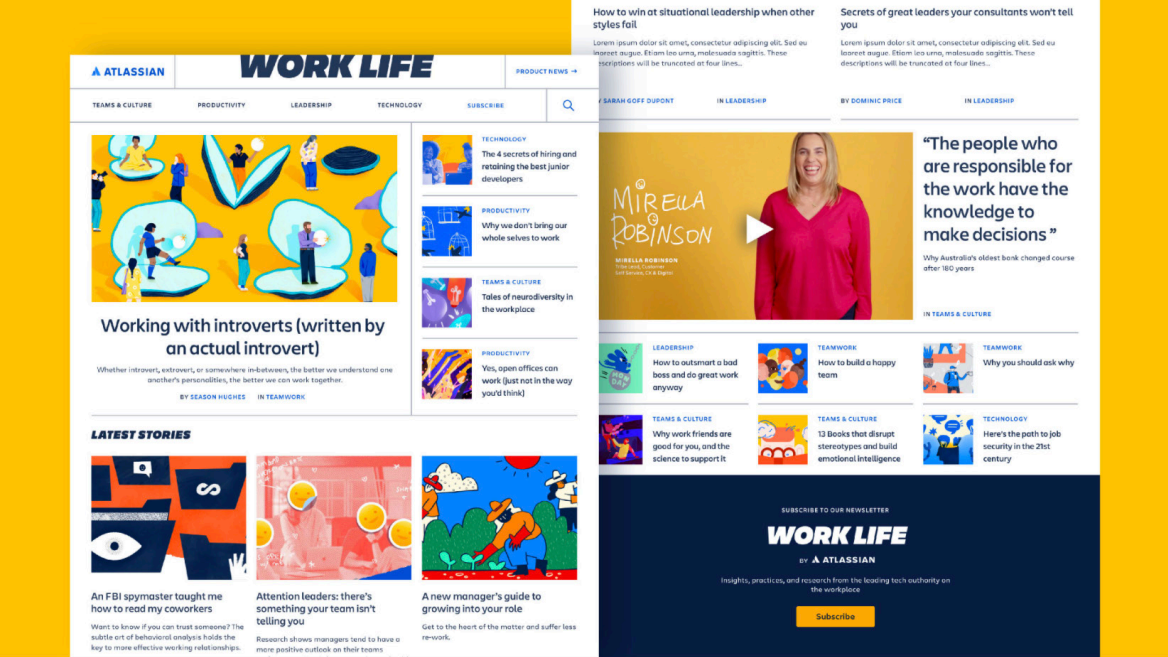 ATLASSIAN
WORK LIFE
PRODUCT NEWS →
TEAMS & CULTURE
PRODUCTIVITY
LEADERSHIP
TECHNOLOGY
SUBSCRIBE
Working with introverts (written by
an actual introvert)
Whether introvert, extrovert, or somewhere in-between, the better we understand one
another's personalities, the better we can work together.
BY SEASON HUGHES IN TEAMWORK
TECHNOLOGY
The 4 secrets of hiring and
retaining the best junior
developers
PRODUCTIVITY
Why we don't bring our
whole selves to work
TEAMS & CULTURE
Tales of neurodiversity in
the workplace
PRODUCTIVITY
Yes, open offices can
work (just not in the way
you'd think)
LATEST STORIES
An FBI spymaster taught me
how to read my coworkers
Want to know if you can trust someone? The
subtle art of behavioral analysis holds the
key to more effective working relationships.
Attention leaders: there's
something your team isn't
telling you
Research shows managers tend to have a
more positive outlook on their teams
A new manager's guide to
growing into your role
Get to the heart of the matter and suffer less
re-work.
How to win at situational leadership when other
styles fail
Lorem ipsum dolor sit amet, consectetur adipiscing elit. Sed eu
laoreet augue. Etiam leo urna, malesuada sagittis. These
descriptions will be truncated at four lines...
SARAH GOFF DUPONT IN LEADERSHIP
Secrets of great leaders your consultants won't tell
you
Lorem ipsum dolor sit amet, consectetur adipiscing elit. Sed eu
laoreet augue. Etiam leo urna, malesuada sagittis. These
descriptions will be truncated at four lines...
BY DOMINIC PRICE IN LEADERSHIP
MIRELLA
ROBINSON
MIRELLA ROBINSON
Tribe Lead, Customer
Self Service, CX & Digital
“The people who
are responsible for
the work have the
knowledge to
make decisions ”
Why Australia's oldest bank changed course
after 180 years
IN TEAMS & CULTURE
MONDAY
LEADERSHIP
How to outsmart a bad
boss and do great work
anyway
TEAMWORK
How to build a happy
team
TEAMWORK
Why you should ask why
TEAMS & CULTURE
Why work friends are
good for you, and the
science to support it
TEAMS & CULTURE
13 Books that disrupt
stereotypes and build
emotional intelligence
TECHNOLOGY
Here's the path to job
security in the 21st
century
SUBSCRIBE TO OUR NEWSLETTER
WORK LIFE
BY ATLASSIAN
Insights, practices, and research from the leading tech outhority on
the workplace
Subscribe